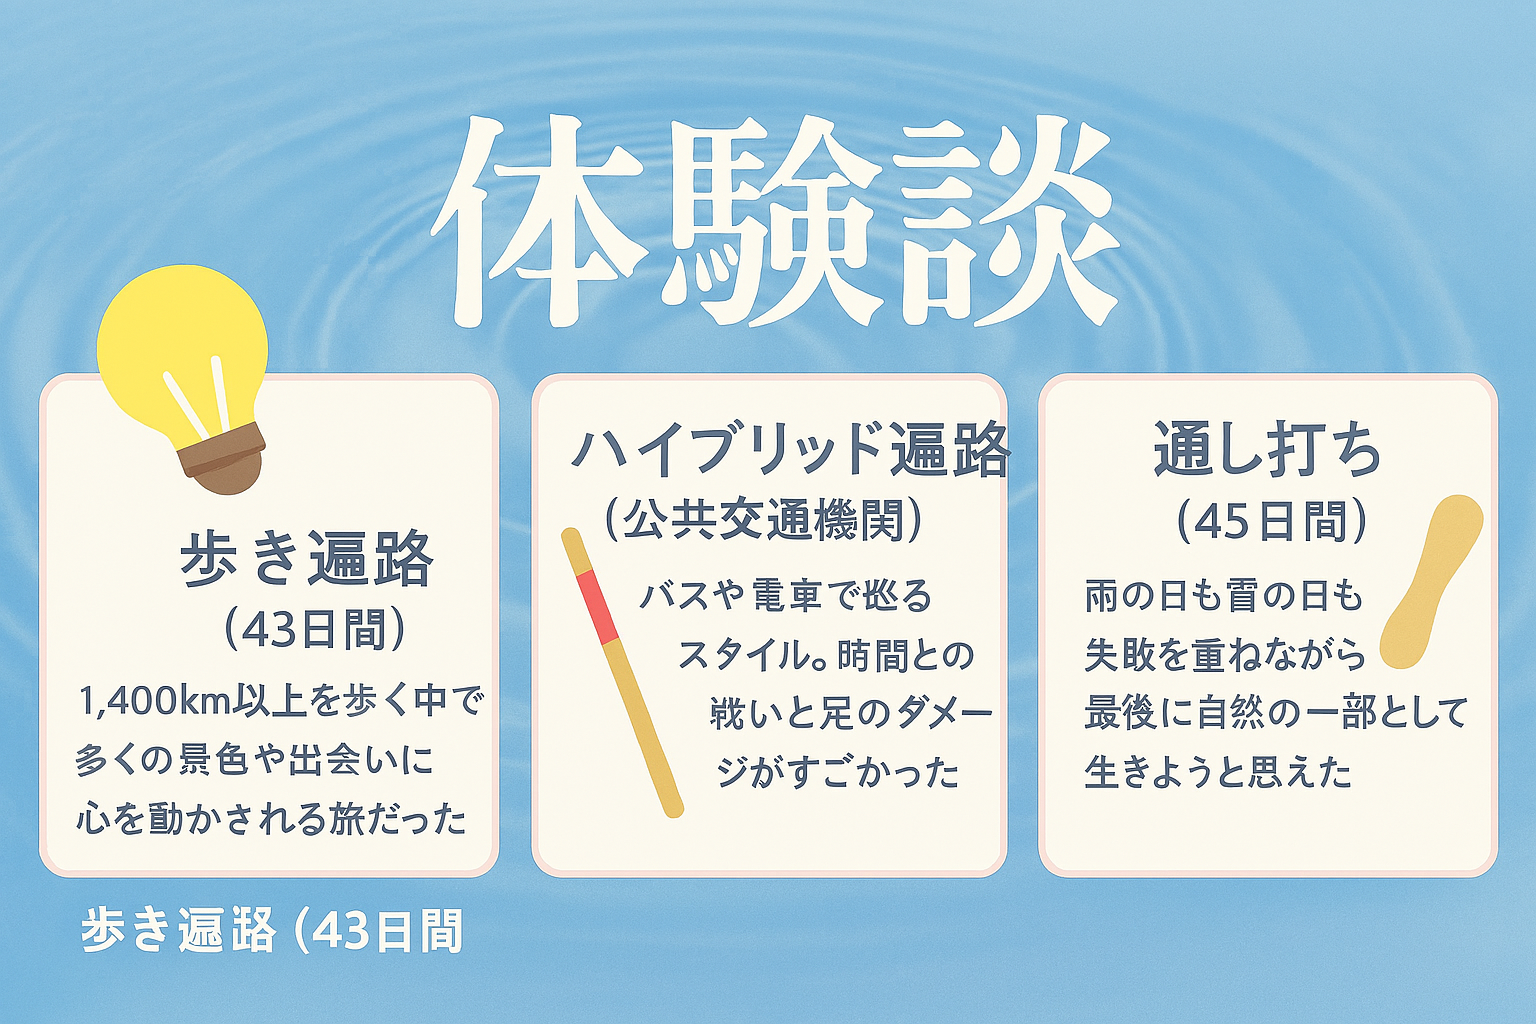 体験談
歩き遍路
(43日間)
1,400km以上を歩く中で
多くの景色や出会いに
心を動かされる旅だった
ハイブリッド遍路
(公共交通機関)
バスや電車で巡る
スタイル。時間との
戦いと足のダメー
ジがすごかった
通し打ち
(45日間)
雨の日も雪の日も
失敗を重ねながら
最後に自然の一部として
生きようと思えた
歩き遍路 (43日間